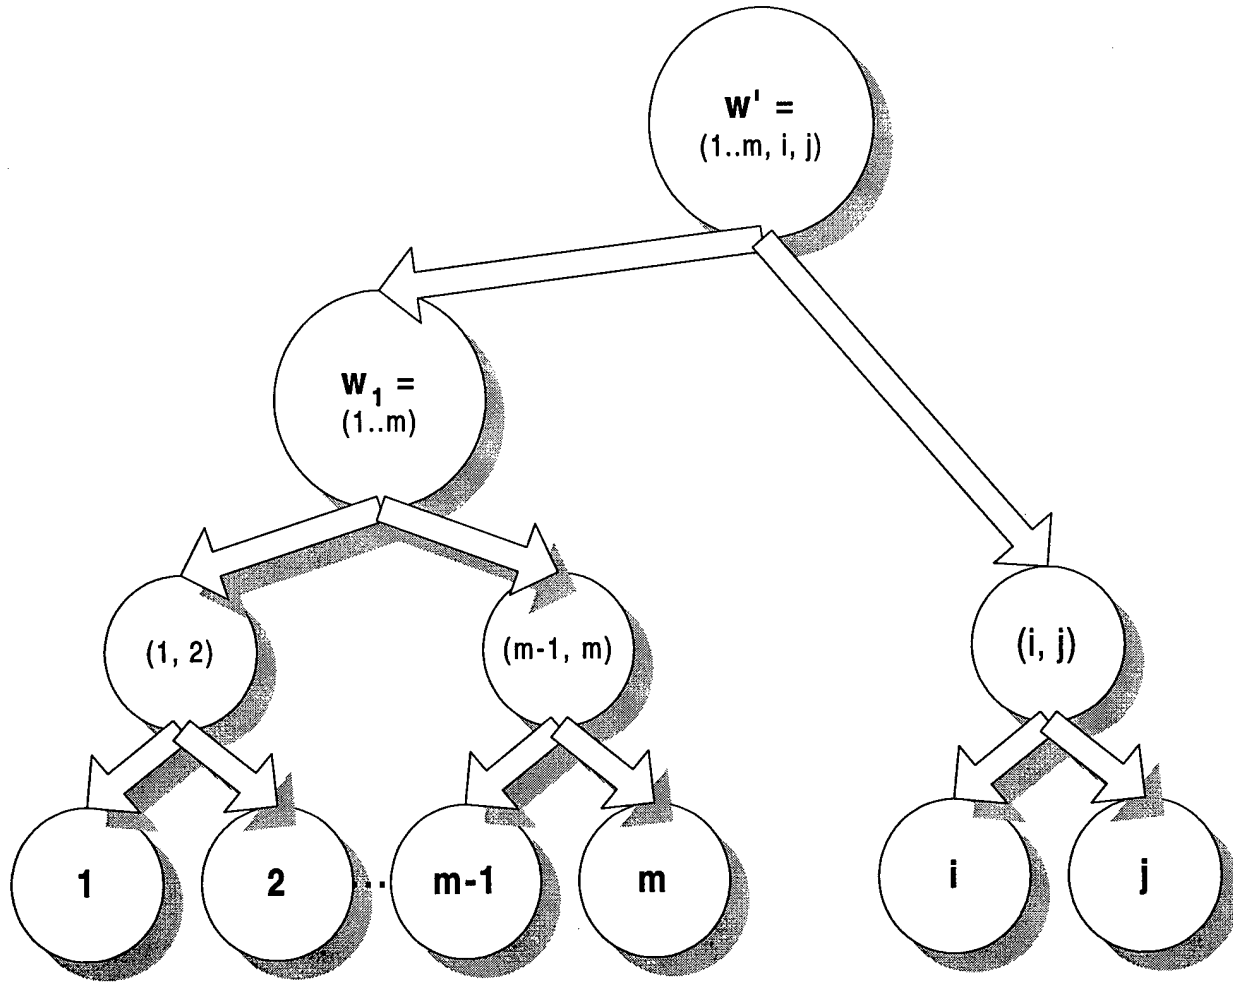 w' =
(1..m, i, j)
w1 =
(1..m)
(1, 2)
(m-1, m)
(i, j)
1
2
...
m-1
m
i
j